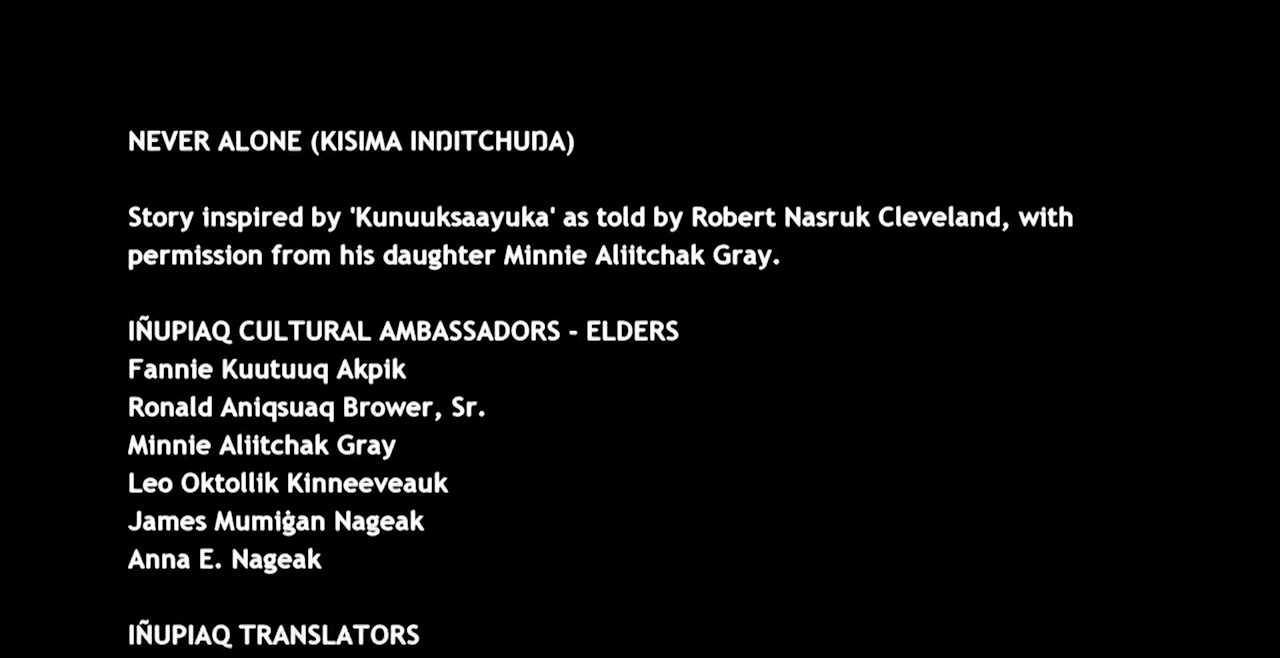 NEVER ALONE (KISIMA INŊITCHUŊA)
Story inspired by 'Kunuuksaayuka' as told by Robert Nasruk Cleveland, with
permission from his daughter Minnie Aliitchak Gray.
IÑUPIAQ CULTURAL AMBASSADORS - ELDERS
Fannie Kuutuuq Akpik
Ronald Aniqsuaq Brower, Sr.
Minnie Aliitchak Gray
Leo Oktollik Kinneeveauk
James Mumiġan Nageak
Anna E. Nageak
IÑUPIAQ TRANSLATORS